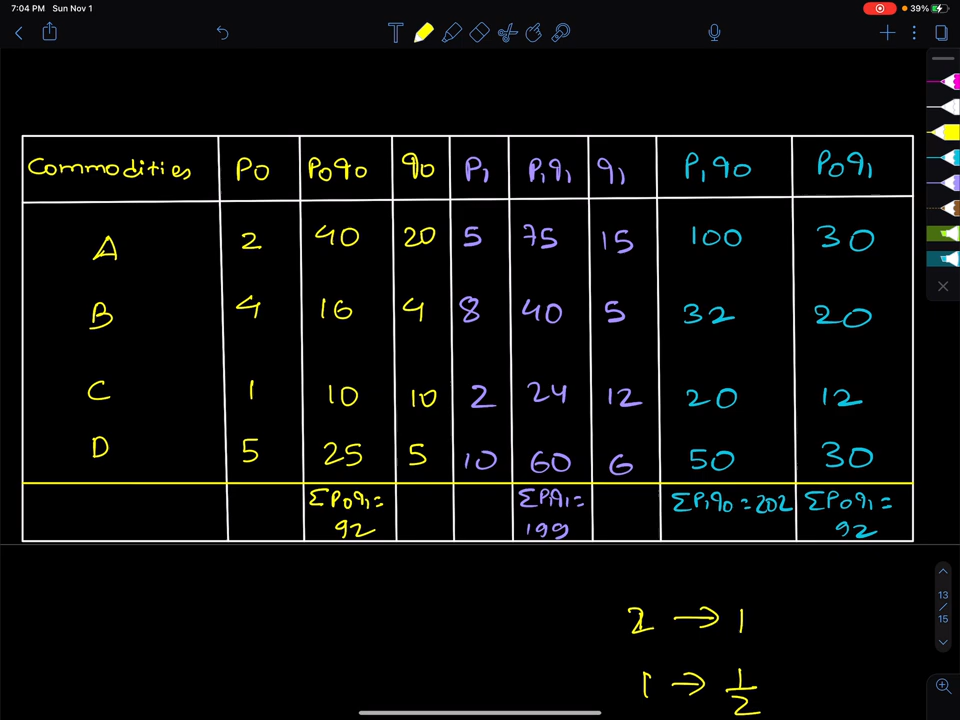 7:04 PM Sun Nov 1
39%
T
Commodities P0 P0q0 q0 P1 P1q1 q1 P1q0 P0q1
A 2 40 20 5 75 15 100 30
B 4 16 4 8 40 5 32 20
C 1 10 10 2 24 12 20 12
D 5 25 5 10 60 6 50 30
ΣP0q1= ΣP1q1= ΣP1q0=202 ΣP0q1=
92 199 92
2 → 1
1 → 1/2
13
/
15